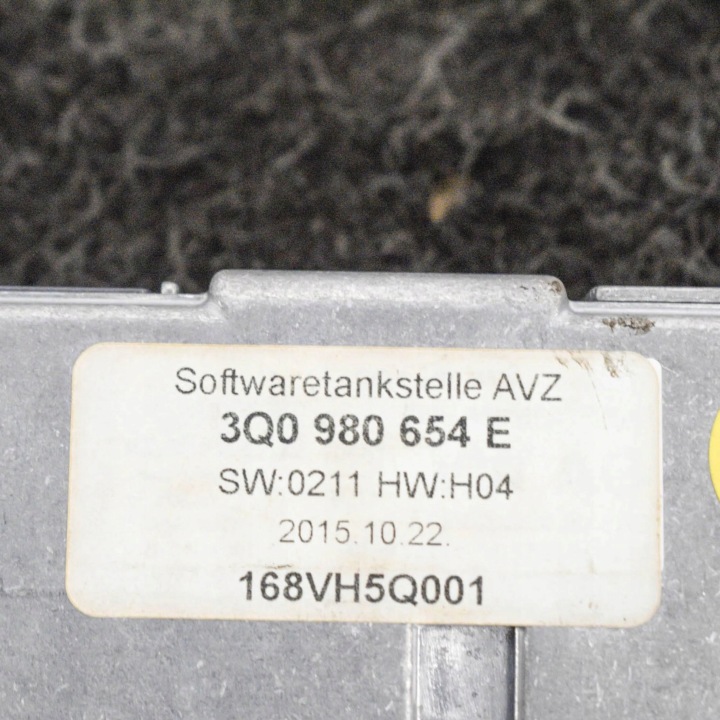 Softwaretankstelle AVZ
3Q0 980 654 E
SW:0211 HW:H04
2015.10.22.
168VH5Q001